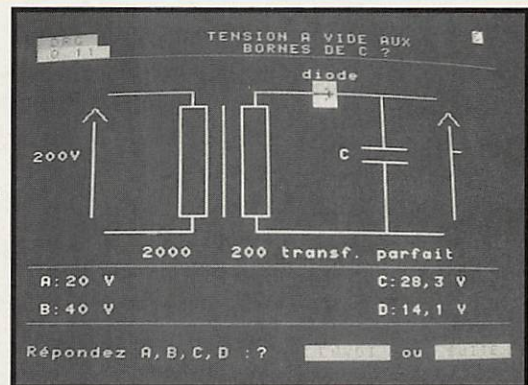 TENSION A VIDE AUX
BORNES DE C ?
diode
200V
C
2000 200 transf. parfait
A: 20 V
C: 28,3 V
B: 40 V
D: 14,1 V
Répondez A,B,C,D :? ou